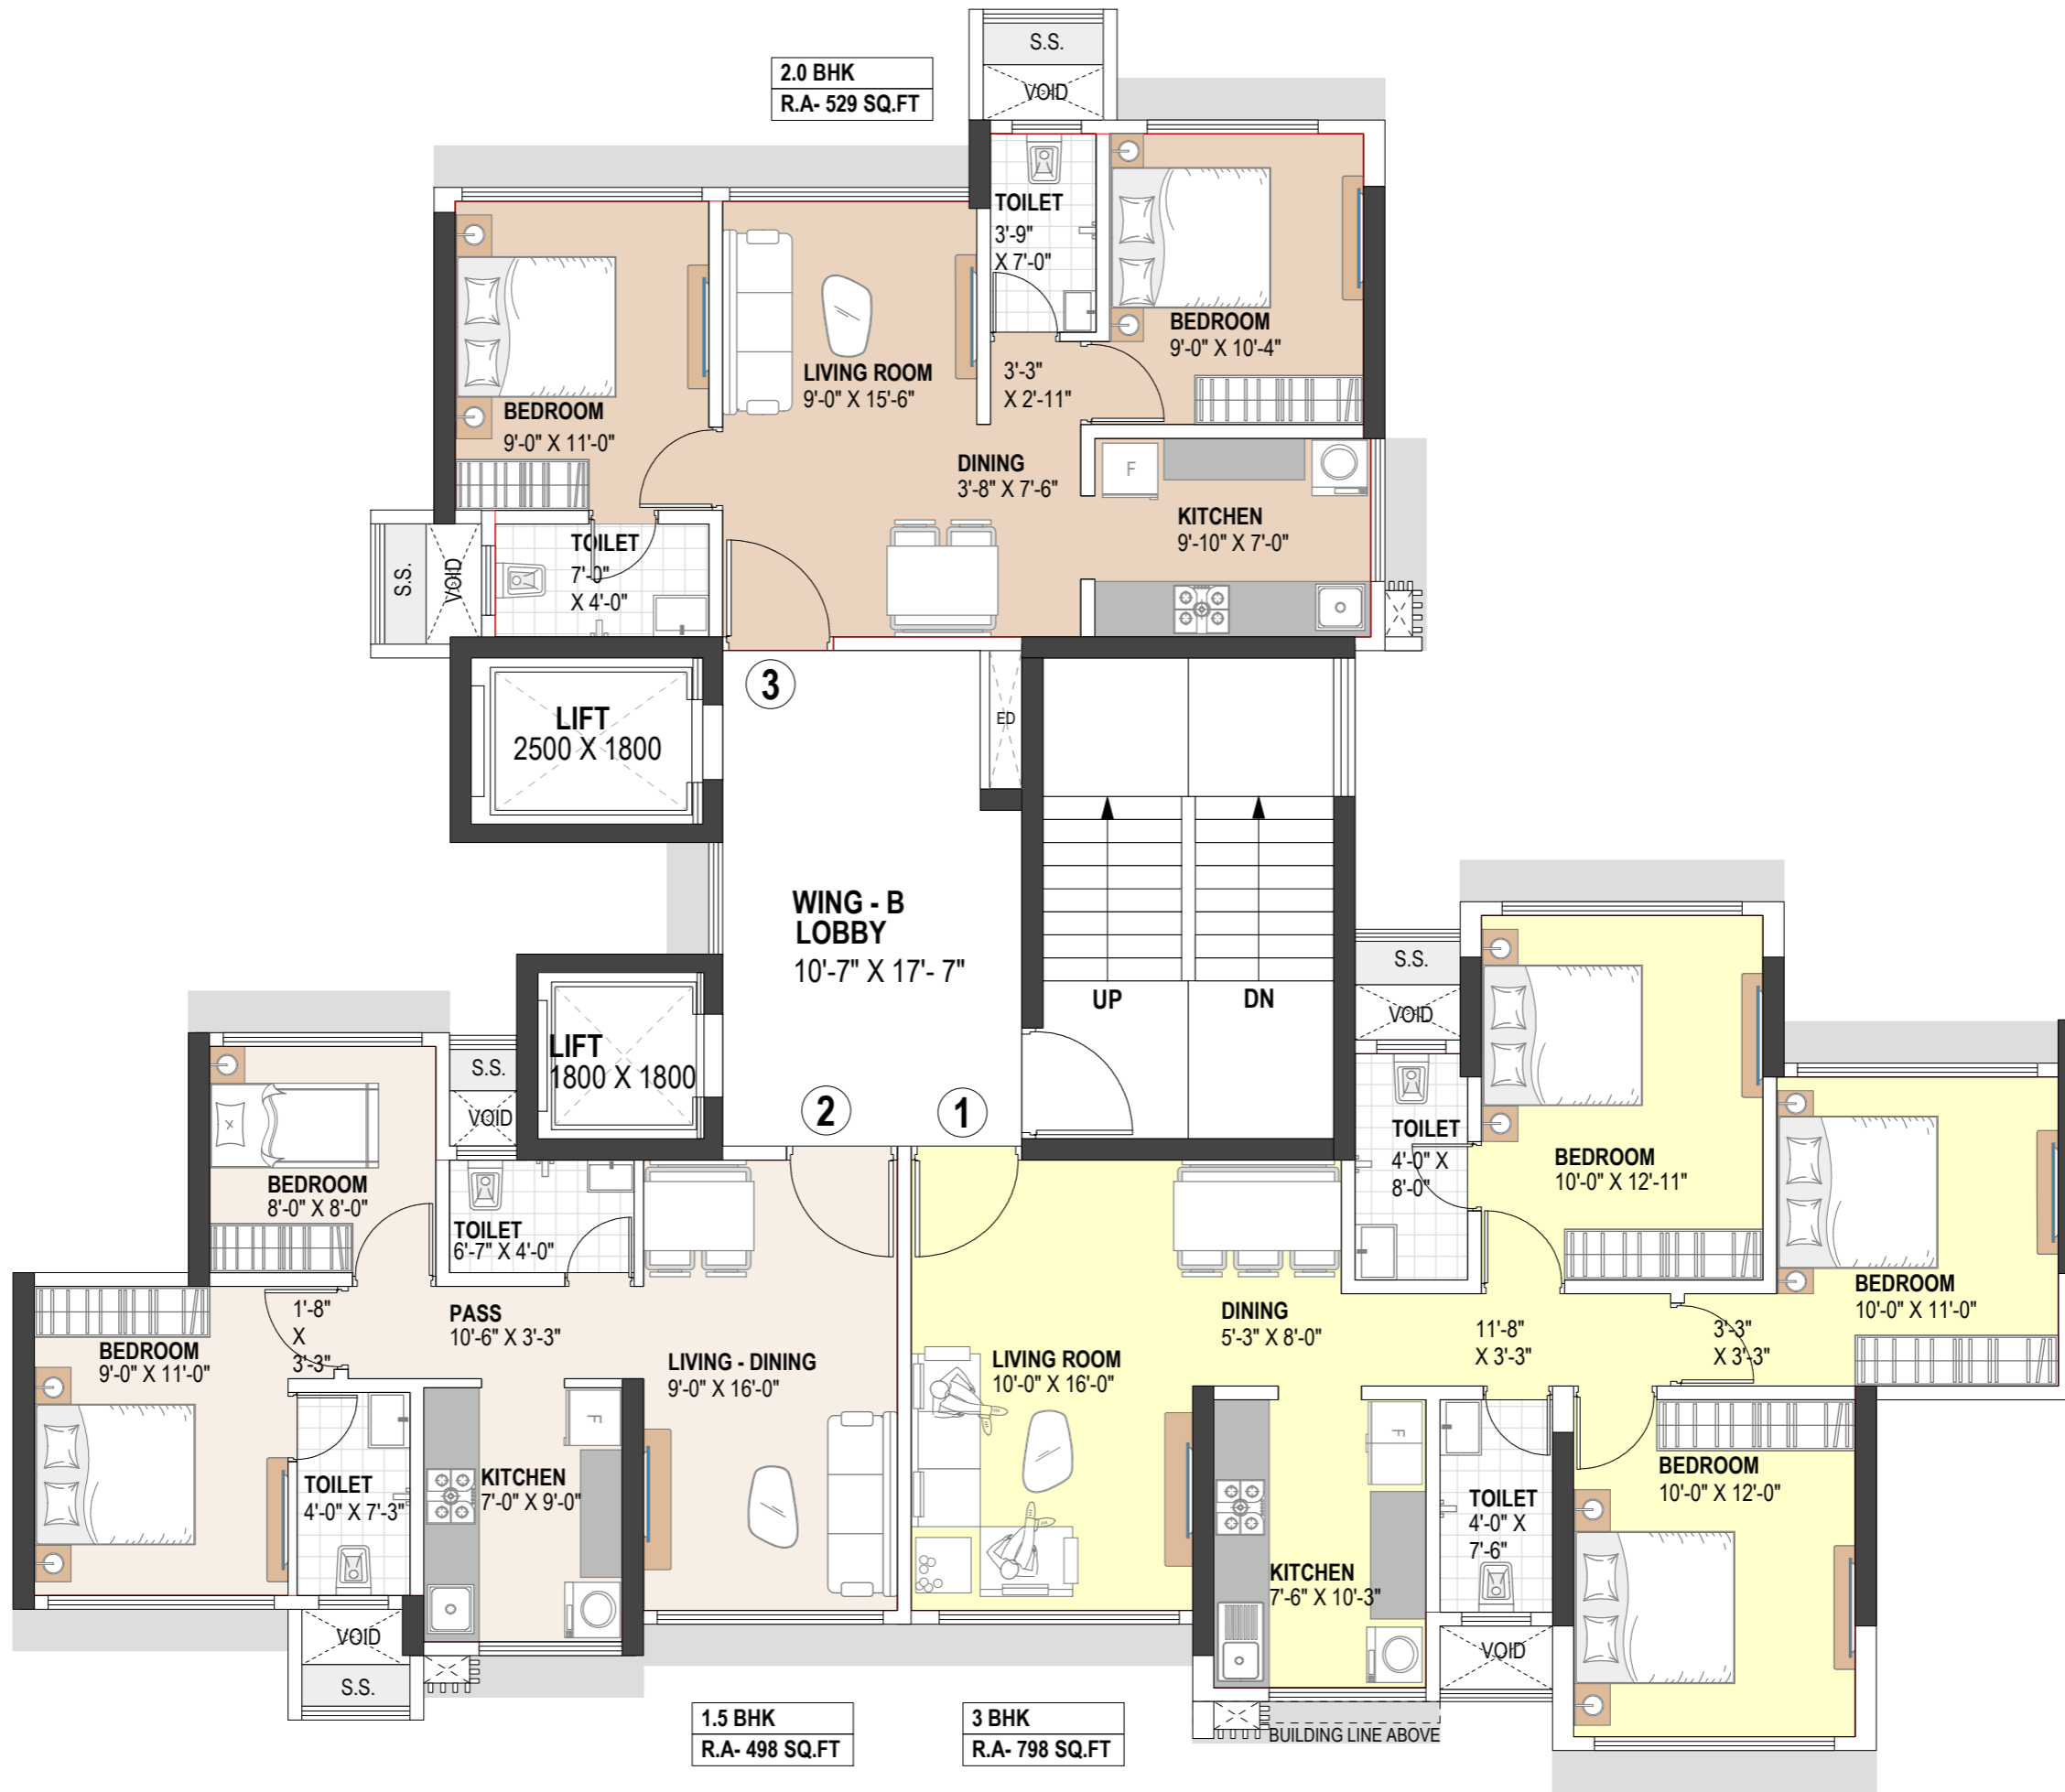 S.S.
VOID
2.0 BHK
R.A- 529 SQ.FT
TOILET
3'-9"
X 7'-0"
BEDROOM
9'-0" X 10'-4"
LIVING ROOM
9'-0" X 15'-6"
3'-3"
X 2'-11"
BEDROOM
9'-0" X 11'-0"
DINING
3'-8" X 7'-6"
F
KITCHEN
9'-10" X 7'-0"
TOILET
7'-0"
X 4'-0"
S.S.
VOID
3
LIFT
2500 X 1800
ED
WING - B
LOBBY
10'-7" X 17'- 7"
UP
DN
S.S.
VOID
LIFT
1800 X 1800
S.S.
VOID
2
1
TOILET
4'-0" X
8'-0"
BEDROOM
10'-0" X 12'-11"
BEDROOM
8'-0" X 8'-0"
TOILET
6'-7" X 4'-0"
BEDROOM
10'-0" X 11'-0"
1'-8"
X
3'-3"
PASS
10'-6" X 3'-3"
DINING
5'-3" X 8'-0"
11'-8"
X 3'-3"
3'-3"
X 3'-3"
BEDROOM
9'-0" X 11'-0"
LIVING - DINING
9'-0" X 16'-0"
LIVING ROOM
10'-0" X 16'-0"
F
F
TOILET
4'-0" X 7'-3"
KITCHEN
7'-0" X 9'-0"
BEDROOM
10'-0" X 12'-0"
TOILET
4'-0" X
7'-6"
KITCHEN
7'-6" X 10'-3"
VOID
S.S.
VOID
1.5 BHK
R.A- 498 SQ.FT
3 BHK
R.A- 798 SQ.FT
BUILDING LINE ABOVE